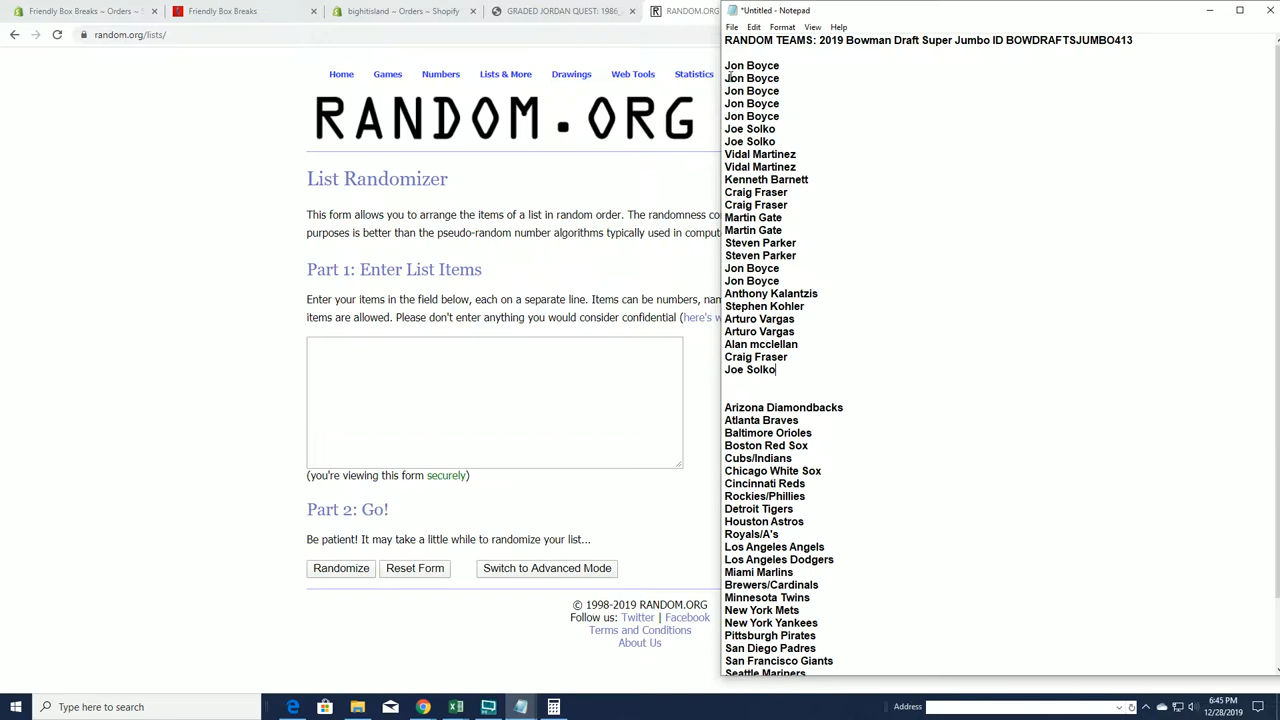 Friendly Box Breaks ~ Orders ~ S
Friendly Box Breaks
bighitisland ~ Orders ~ Shopify
GRADED JORDAN QUEST: 1986_
RANDOM.ORG
random.org/lists/
Home Games Numbers Lists & More Drawings Web Tools Statistics
RANDOM.ORG
List Randomizer
This form allows you to arrange the items of a list in random order. The randomness co
purposes is better than the pseudo-random number algorithms typically used in comput
Part 1: Enter List Items
Enter your items in the field below, each on a separate line. Items can be numbers, nam
items are allowed. Please don't enter anything you would consider confidential (here's w
(you're viewing this form securely)
Part 2: Go!
Be patient! It may take a little while to randomize your list...
Randomize Reset Form Switch to Advanced Mode
© 1998-2019 RANDOM.ORG
Follow us: Twitter | Facebook
Terms and Conditions
About Us
*Untitled - Notepad
File Edit Format View Help
RANDOM TEAMS: 2019 Bowman Draft Super Jumbo ID BOWDRAFTSJUMBO413
Jon Boyce
Jon Boyce
Jon Boyce
Jon Boyce
Jon Boyce
Joe Solko
Joe Solko
Vidal Martinez
Vidal Martinez
Kenneth Barnett
Craig Fraser
Craig Fraser
Martin Gate
Martin Gate
Steven Parker
Steven Parker
Jon Boyce
Jon Boyce
Anthony Kalantzis
Stephen Kohler
Arturo Vargas
Arturo Vargas
Alan mcclellan
Craig Fraser
Joe Solko
Arizona Diamondbacks
Atlanta Braves
Baltimore Orioles
Boston Red Sox
Cubs/Indians
Chicago White Sox
Cincinnati Reds
Rockies/Phillies
Detroit Tigers
Houston Astros
Royals/A's
Los Angeles Angels
Los Angeles Dodgers
Miami Marlins
Brewers/Cardinals
Minnesota Twins
New York Mets
New York Yankees
Pittsburgh Pirates
San Diego Padres
San Francisco Giants
Seattle Mariners
Type here to search
Address
6:45 PM
12/28/2019